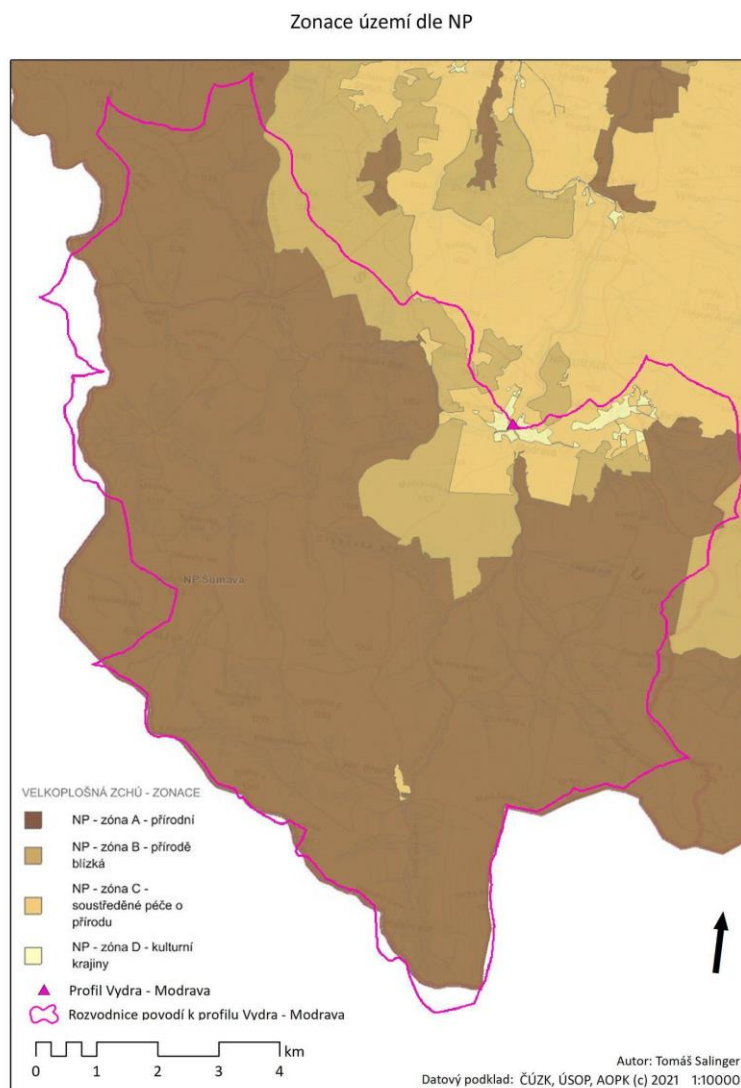 Zonace území dle NP
NP Šumava
VELKOPLOŠNÁ ZCHÚ - ZONACE
NP - zóna A - přírodní
NP - zóna B - přírodě
blízká
NP - zóna C -
soustředěné péče o
přírodu
NP - zóna D - kulturní
krajiny
Profil Vydra - Modrava
Rozvodnice povodí k profilu Vydra - Modrava
km
0 1 2 3 4
Autor: Tomáš Salinger
Datový podklad: ČÚZK, ÚSOP, AOPK (c) 2021 1:10000